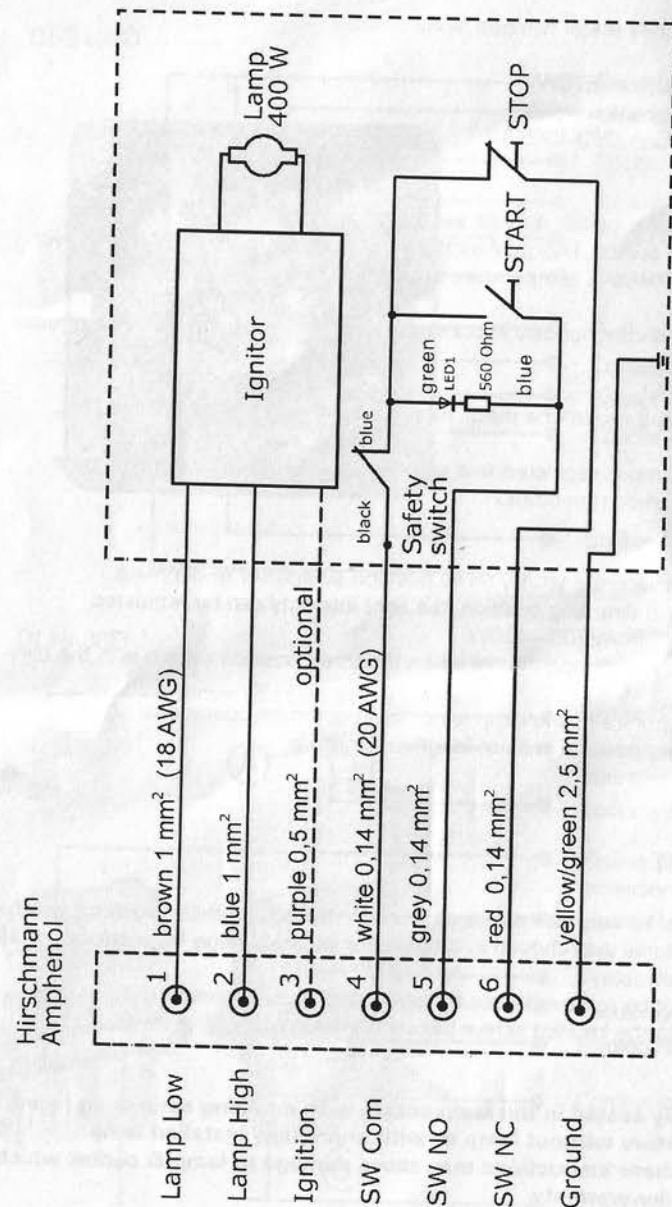 Hirschmann
Amphenol
Lamp Low
1
brown 1 mm² (18 AWG)
Lamp High
2
blue 1 mm²
Ignition
3
purple 0,5 mm²
optional
SW Com
4
white 0,14 mm² (20 AWG)
SW NO
5
grey 0,14 mm²
SW NC
6
red 0,14 mm²
Groud
yellow/green 2,5 mm²
Ignitor
Lamp
400 W
black
blue
Safety
switch
green
LED1
560 Ohm
blue
START
STOP